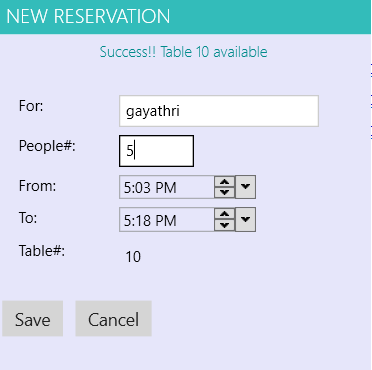 NEW RESERVATION
Success!! Table 10 available
For: gayathri
People#: 5
From: 5:03 PM
To: 5:18 PM
Table#: 10
Save Cancel